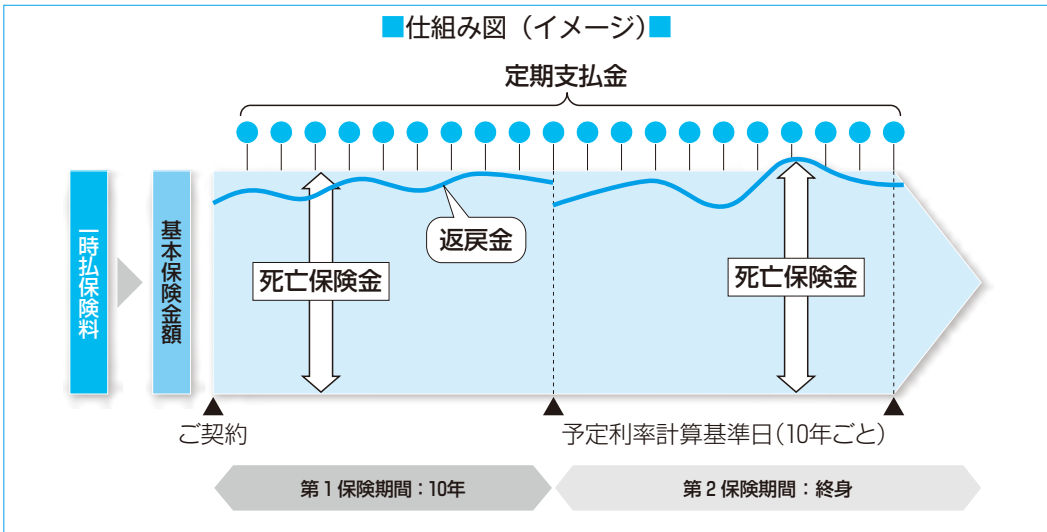 ■仕組み図（イメージ）■
定期支払金
一時払保険料
基本保険金額
返戻金
死亡保険金
死亡保険金
ご契約
予定利率計算基準日（10年ごと）
第1保険期間：10年
第2保険期間：終身